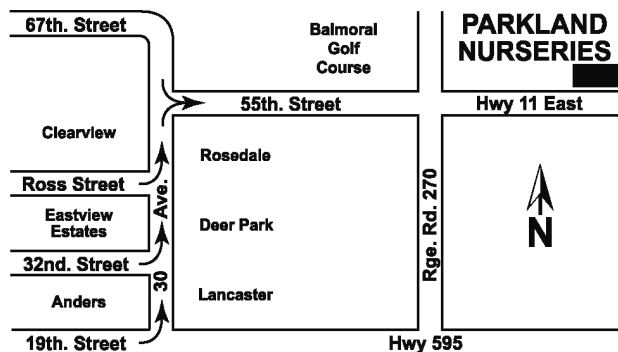 67th. Street
Balmoral
Golf
Course
PARKLAND
NURSERIES
55th. Street
Hwy 11 East
Clearview
Rosedale
Ross Street
Ave.
Eastview
Estates
Deer Park
Rge. Rd. 270
N
32nd. Street
30
Anders
Lancaster
19th. Street
Hwy 595